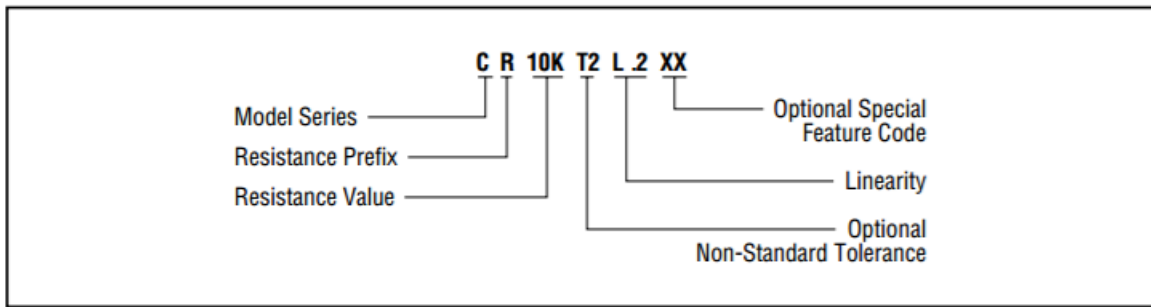 C R 10K T2 L .2 XX
Model Series
Resistance Prefix
Resistance Value
Optional Special
Feature Code
Linearity
Optional
Non-Standard Tolerance